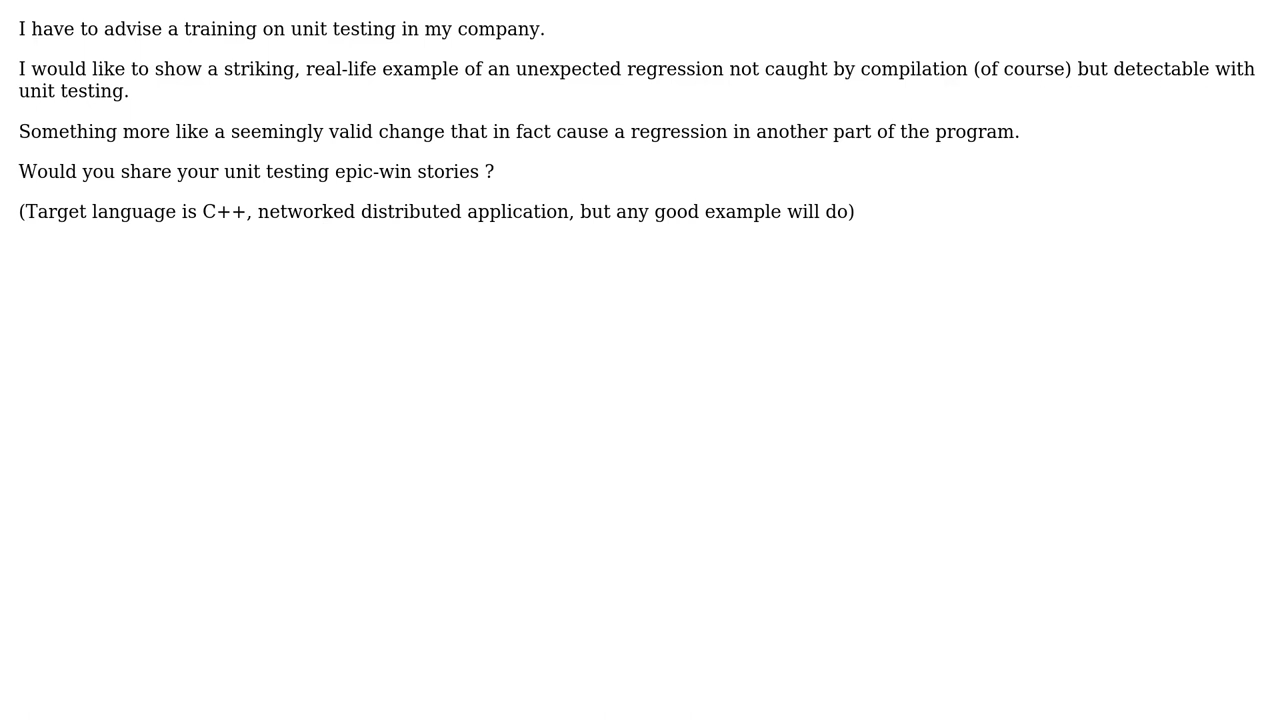 I have to advise a training on unit testing in my company.
I would like to show a striking, real-life example of an unexpected regression not caught by compilation (of course) but detectable with
unit testing.
Something more like a seemingly valid change that in fact cause a regression in another part of the program.
Would you share your unit testing epic-win stories ?
(Target language is C++, networked distributed application, but any good example will do)